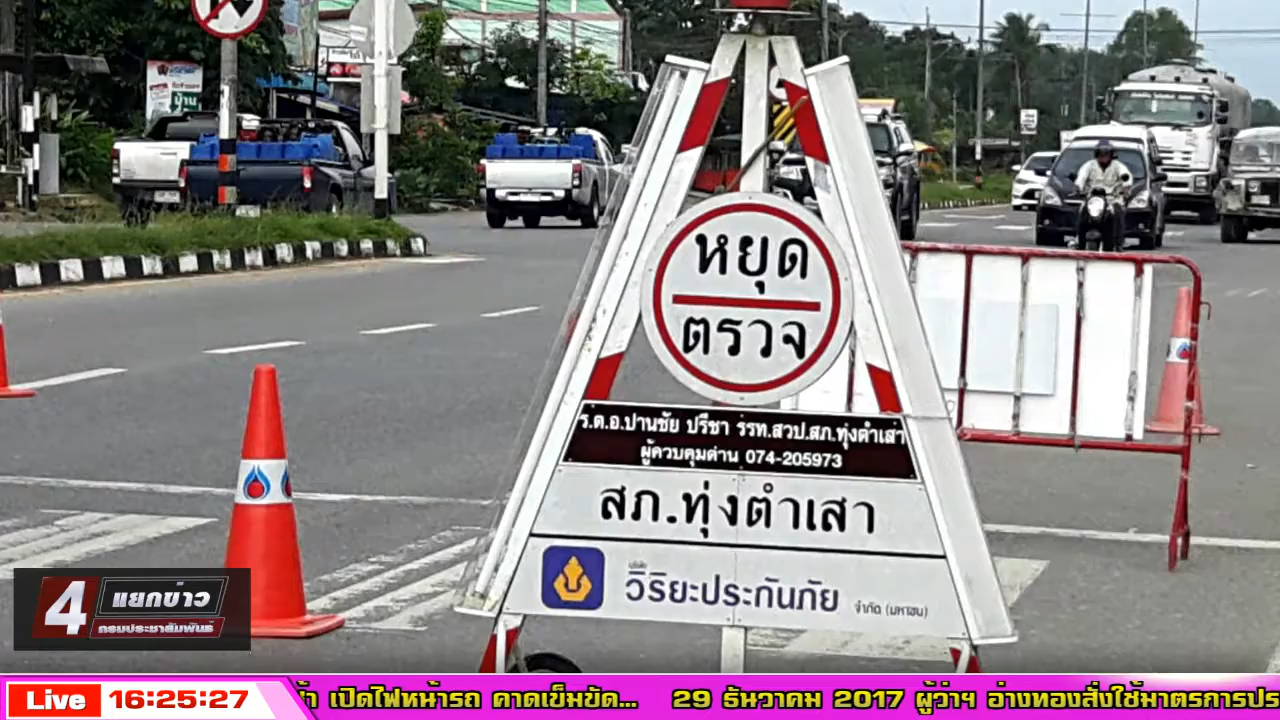 หยุด
ตรวจ
ร.ต.อ.ปานชัย ปรีชา รรท.สวป.สภ.ทุ่งตำเสา
ผู้ควบคุมด่าน 074-205973
สภ.ทุ่งตำเสา
บริษัท
วิริยะประกันภัย จำกัด (มหาชน)
4 แยกข่าว
กรมประชาสัมพันธ์
Live 16:25:27 เปิดไฟหน้ารถ คาดเข็มขัด... 29 ธันวาคม 2017 ผู้ว่าฯ อ่างทองสั่งใช้มาตรการปร